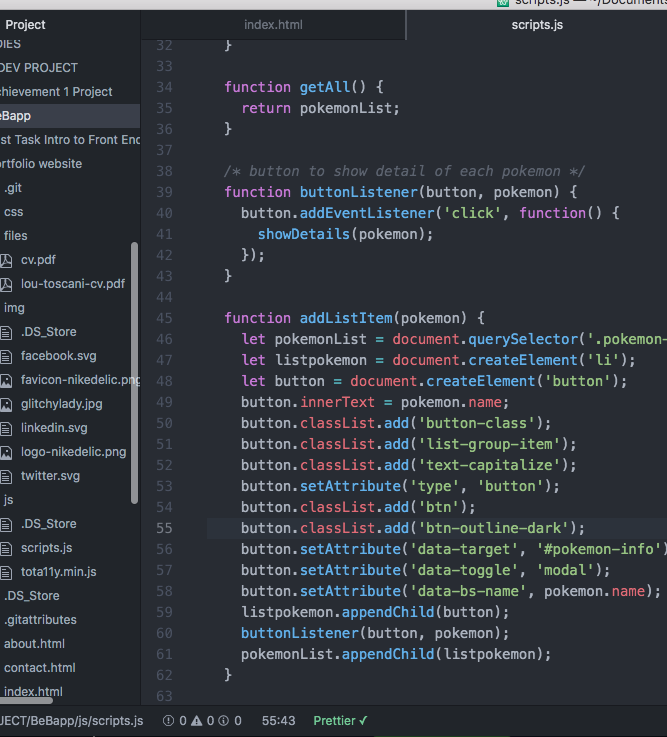 scripts.js — ~/Documents
Project
index.html
scripts.js
DIES
DEV PROJECT
chievement 1 Project
eBapp
st Task Intro to Front End
ortfolio website
.git
css
files
cv.pdf
lou-toscani-cv.pdf
img
.DS_Store
facebook.svg
favicon-nikedelic.png
glitchylady.jpg
linkedin.svg
logo-nikedelic.png
twitter.svg
js
.DS_Store
scripts.js
tota11y.min.js
.DS_Store
.gitattributes
about.html
contact.html
index.html
32 }
33
34 function getAll() {
35 return pokemonList;
36 }
37
38 /* button to show detail of each pokemon */
39 function buttonListener(button, pokemon) {
40 button.addEventListener('click', function() {
41 showDetails(pokemon);
42 });
43 }
44
45 function addListItem(pokemon) {
46 let pokemonList = document.querySelector('.pokemon-
47 let listpokemon = document.createElement('li');
48 let button = document.createElement('button');
49 button.innerText = pokemon.name;
50 button.classList.add('button-class');
51 button.classList.add('list-group-item');
52 button.classList.add('text-capitalize');
53 button.setAttribute('type', 'button');
54 button.classList.add('btn');
55 button.classList.add('btn-outline-dark');
56 button.setAttribute('data-target', '#pokemon-info')
57 button.setAttribute('data-toggle', 'modal');
58 button.setAttribute('data-bs-name', pokemon.name);
59 listpokemon.appendChild(button);
60 buttonListener(button, pokemon);
61 pokemonList.appendChild(listpokemon);
62 }
63
JECT/BeBapp/js/scripts.js 0 0 0 55:43 Prettier ✓